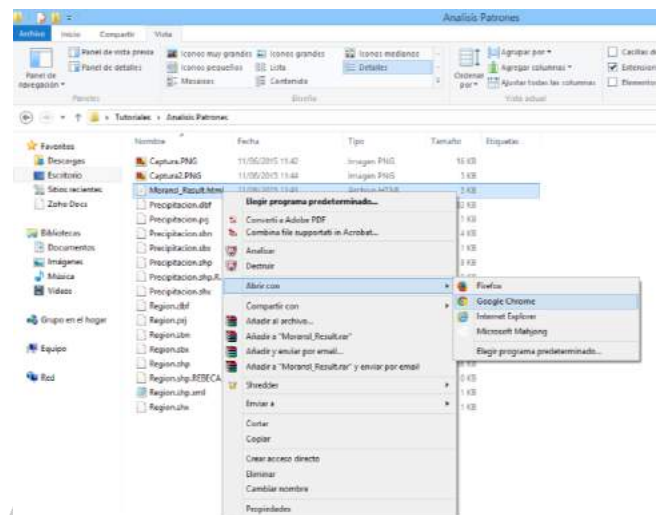 Analisis Patrones
Archivo Inicio Compartir Vista
Panel de vista previa
Panel de detalles
Panel de navegación
Iconos muy grandes Iconos grandes Iconos medianos
Iconos pequeños Lista Detalles
Mosaicos Contenido
Ordenar por
Agrupar por
Agregar columnas
Ajustar todas las columnas
Casillas d
Extension
Elementos
Paneles
Diseño
Vista actual
Tutoriales Analisis Patrones
Nombre Fecha Tipo Tamaño Etiquetas
Favoritos
Descargas
Escritorio
Sitios recientes
Zoho Docs
Bibliotecas
Documentos
Imágenes
Música
Vídeos
Grupo en el hogar
Equipo
Red
Captura.PNG 11/06/2015 11:42 Imagen PNG 16 KB
Captura2.PNG 11/06/2015 11:44 Imagen PNG 5 KB
MoransI_Result.html Archivo HTML
Precipitacion.dbf
Precipitacion.prj
Precipitacion.sbn
Precipitacion.sbx
Precipitacion.shp
Precipitacion.shp.R
Precipitacion.shx
Region.dbf
Region.prj
Region.sbn
Region.sbx
Region.shp
Region.shp.REBECA
Region.shp.xml
Region.shx
Elegir programa predeterminado...
Converti a Adobe PDF
Combina file supportati in Acrobat...
Analizar
Destruir
Abrir con
Compartir con
Añadir al archivo...
Añadir a "MoransI_Result.rar"
Añadir y enviar por email...
Añadir a "MoransI_Result.rar" y enviar por email
Shredder
Enviar a
Cortar
Copiar
Crear acceso directo
Eliminar
Cambiar nombre
Propiedades
Firefox
Google Chrome
Internet Explorer
Microsoft Mahjong
Elegir programa predeterminado...